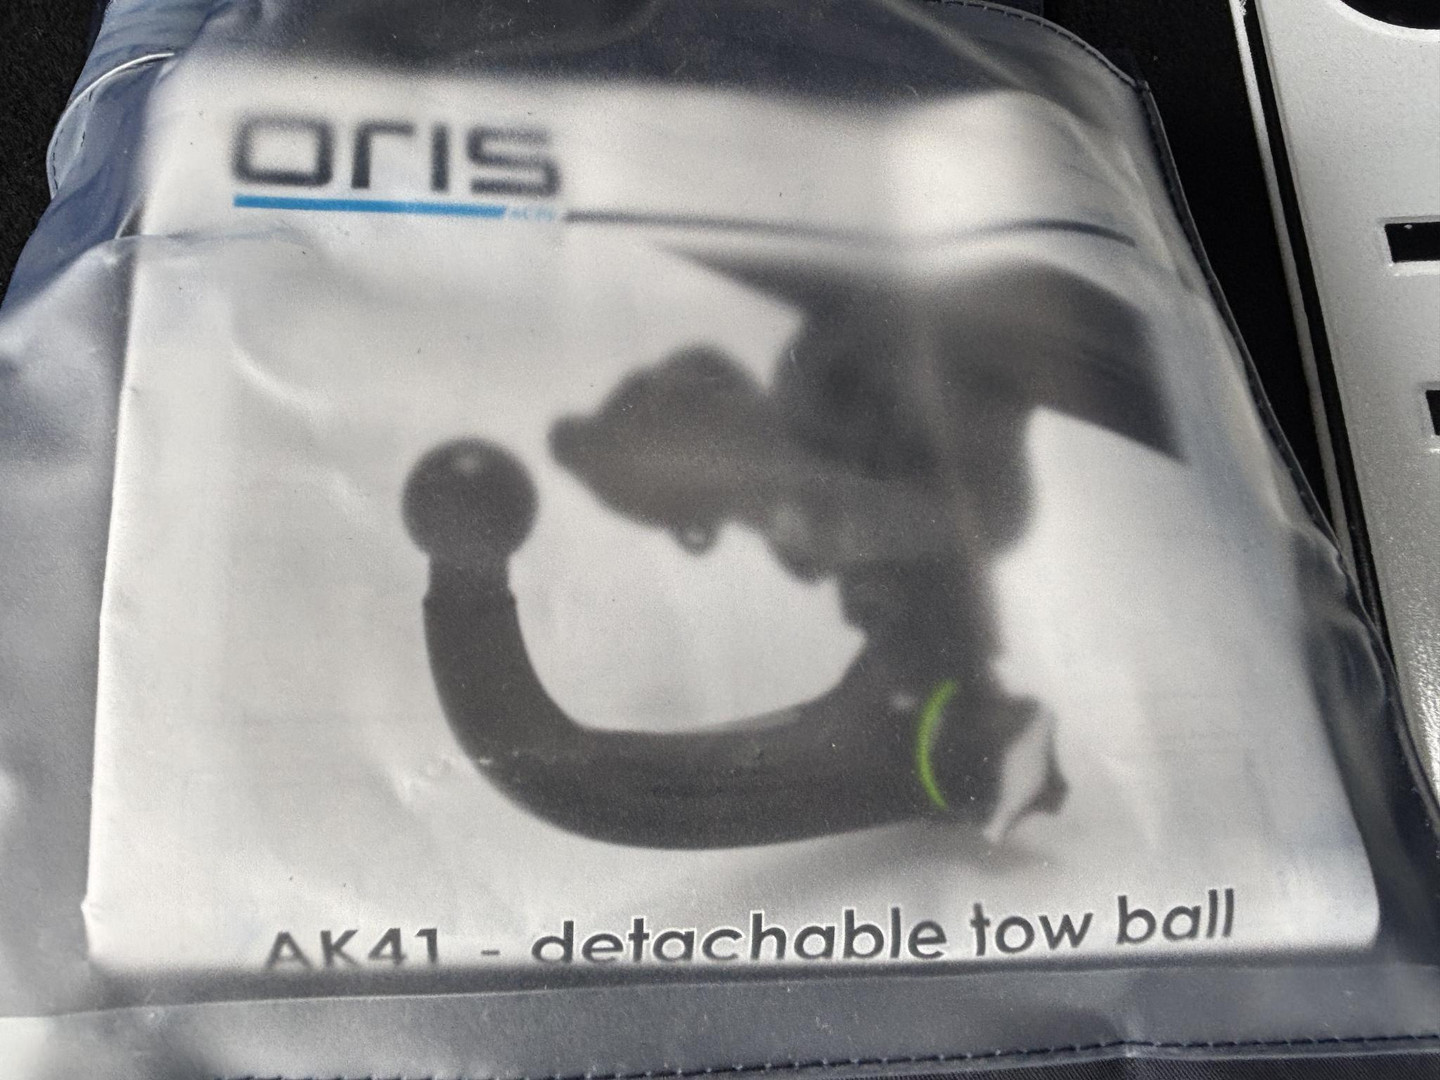 oris
AK41 - detachable tow ball